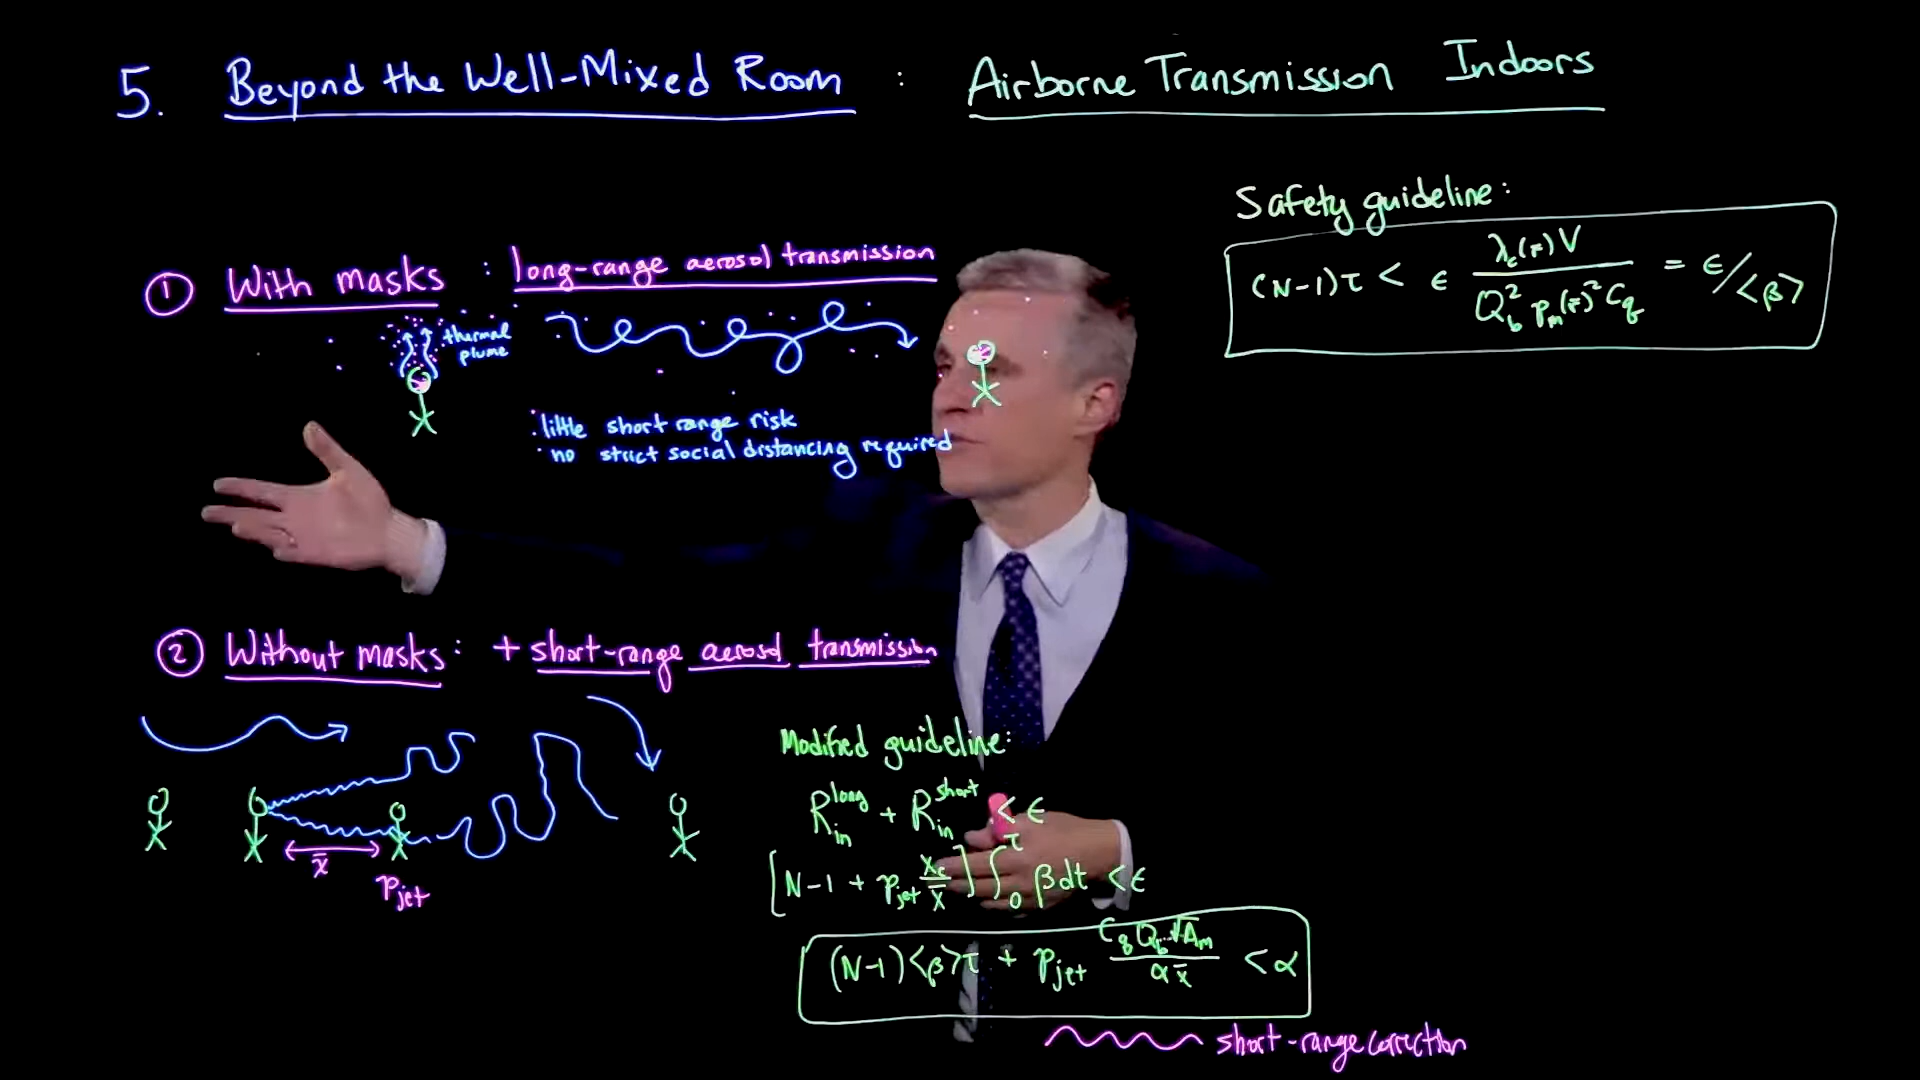 5. Beyond the Well-Mixed Room : Airborne Transmission Indoors
Safety guideline:
(N-1)τ < ϵ λc(r̄)V / Qb² pm(r̄)² Cq = ϵ/<β>
① With masks : long-range aerosol transmission
thermal
plume
· little short range risk
· no strict social distancing required
② Without masks: + short-range aerosol transmission
x̄
Pjet
Modified guideline:
Rin^long + Rin^short < ϵ
[N-1 + pjet xc/x̄] ∫₀^τ βdt < ϵ
(N-1)<β>τ + pjet Cq Qb √Am / α x̄ < α
short-range correction